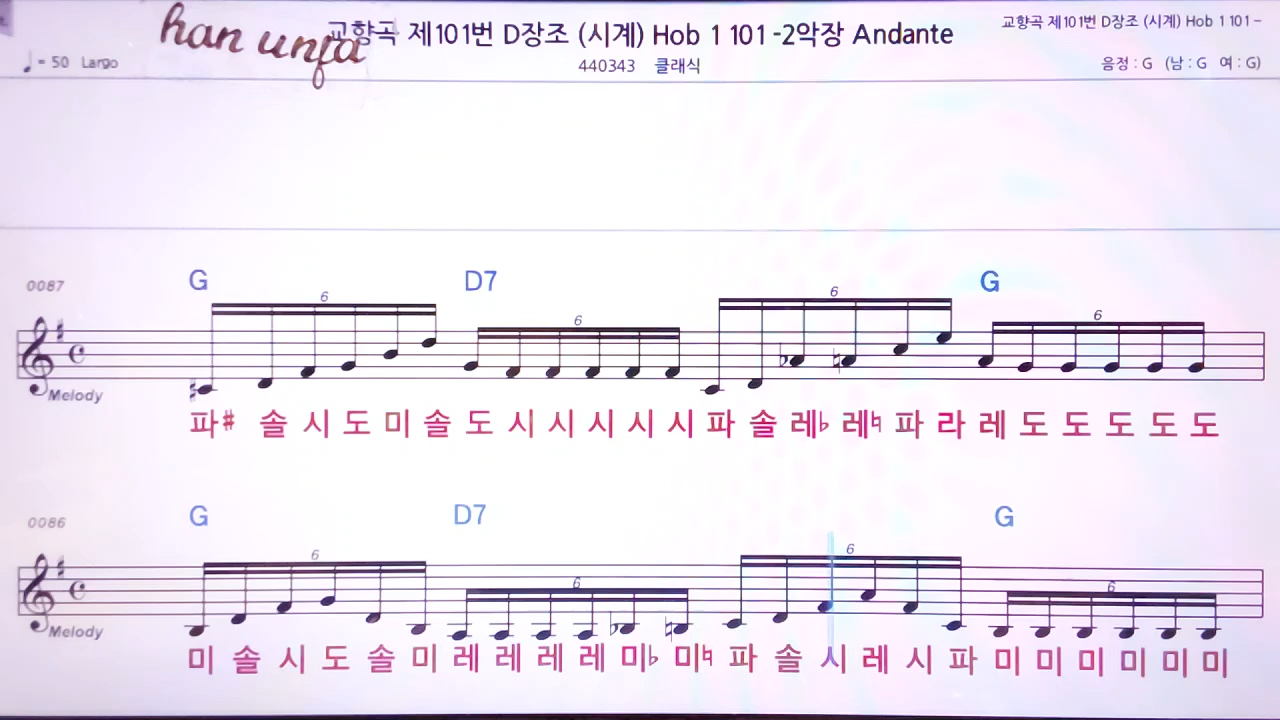 han unfa
교향곡 제101번 D장조 (시계) Hob 1 101 -2악장 Andante
교향곡 제101번 D장조 (시계) Hob 1 101 –
♩ = 50 Largo
440343 클래식
음정 : G (남 : G 여 : G)
0087
G D7 G
6 6 6 6
Melody
파# 솔 시 도 미 솔 도 시 시 시 시 시 파 솔 레♭ 레♮ 파 라 레 도 도 도 도 도
0086
G D7 G
6 6 6 6
Melody
미 솔 시 도 솔 미 레 레 레 레 미♭ 미♮ 파 솔 시 레 시 파 미 미 미 미 미 미